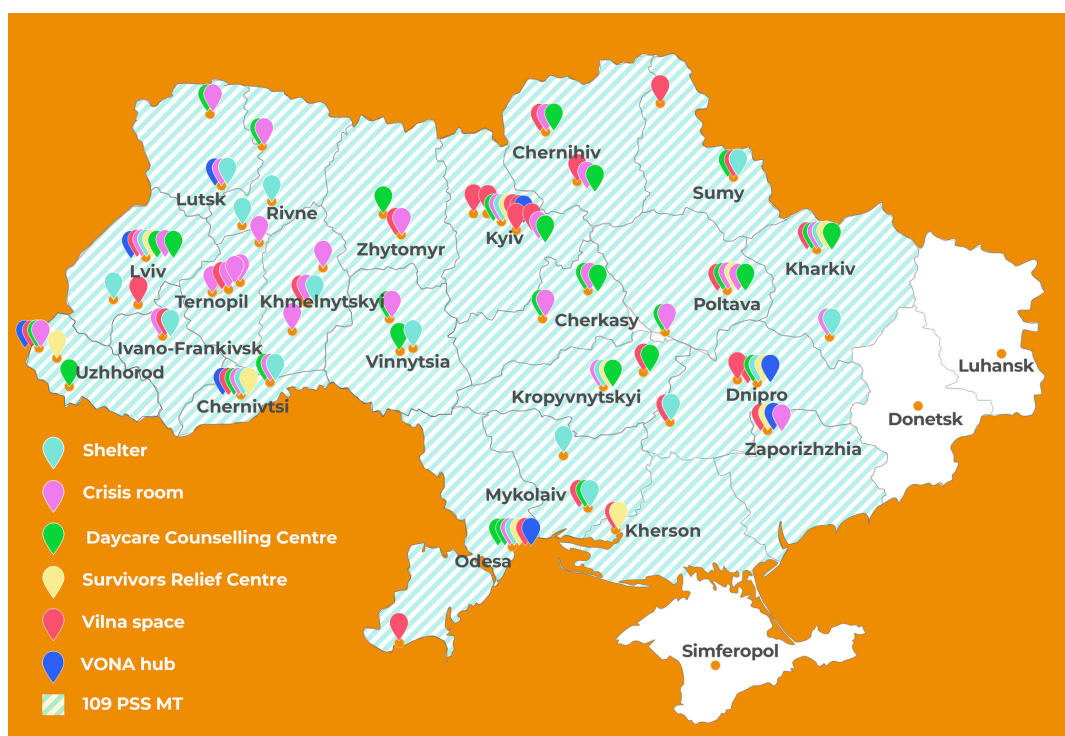 Chernihiv
Sumy
Lutsk
Rivne
Kyiv
Zhytomyr
Kharkiv
Lviv
Ternopil
Khmelnytskyi
Poltava
Cherkasy
Ivano-Frankivsk
Vinnytsia
Uzhhorod
Luhansk
Chernivtsi
Kropyvnytskyi
Dnipro
Donetsk
Zaporizhzhia
Shelter
Crisis room
Mykolaiv
Daycare Counselling Centre
Kherson
Odesa
Survivors Relief Centre
Vilna space
Simferopol
VONA hub
109 PSS MT